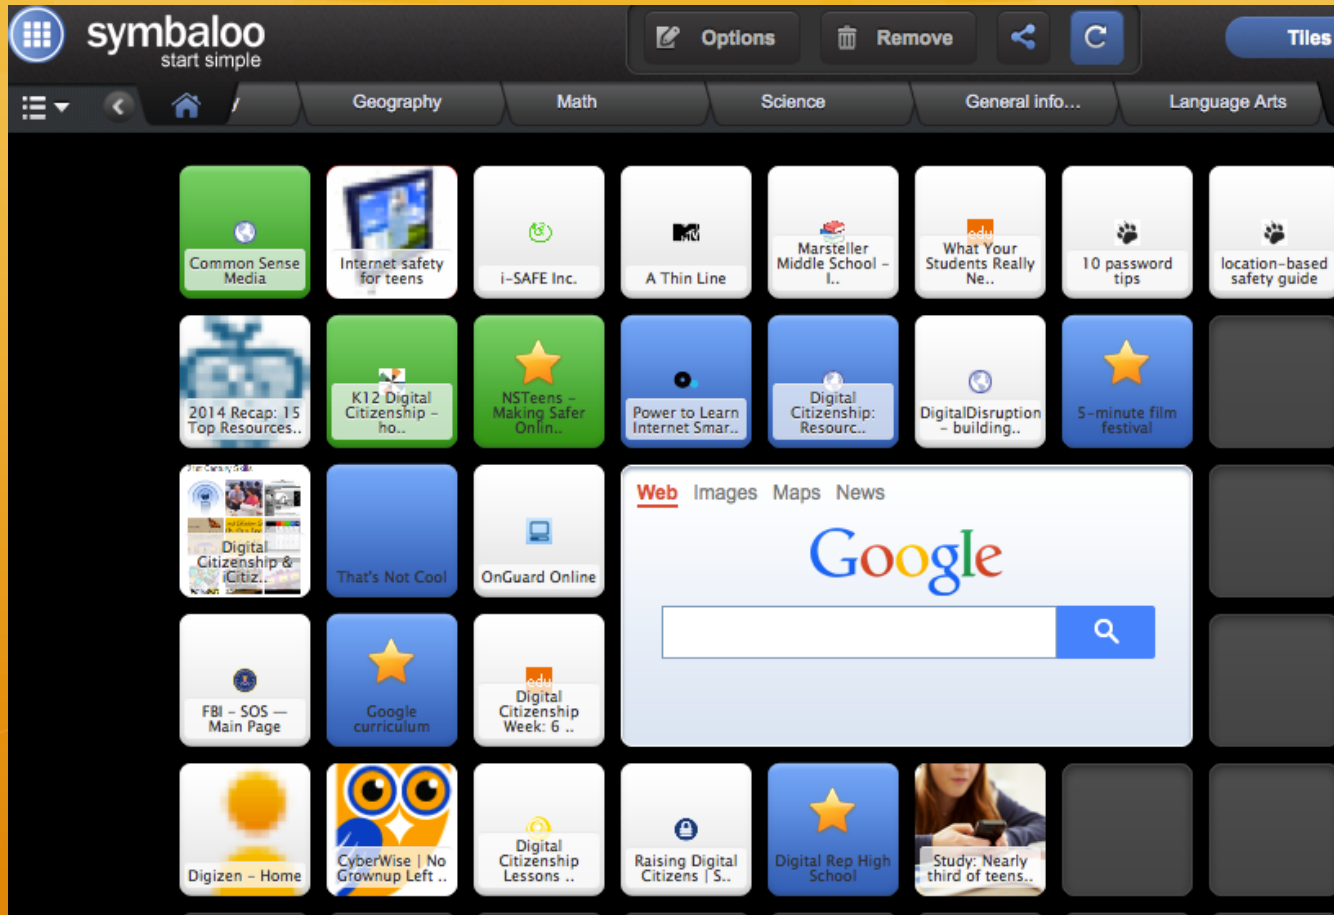 symbaloo
start simple
Options
Remove
Tiles
y
Geography
Math
Science
General info...
Language Arts
Common Sense
Media
Internet safety
for teens
i-SAFE Inc.
A Thin Line
Marsteller
Middle School -
I..
edu
What Your
Students Really
Ne..
10 password
tips
location-based
safety guide
2014 Recap: 15
Top Resources..
K12 Digital
Citizenship -
ho..
NSTeens -
Making Safer
Onlin..
Power to Learn
Internet Smar..
Digital
Citizenship:
Resourc..
DigitalDisruption
- building..
5-minute film
festival
Digital
Citizenship &
iCitiz..
That's Not Cool
OnGuard Online
Web Images Maps News
Google
FBI - SOS —
Main Page
Google
curriculum
edu
Digital
Citizenship
Week: 6 ..
Digizen - Home
CyberWise | No
Grownup Left ..
Digital
Citizenship
Lessons ..
Raising Digital
Citizens | S..
Digital Rep High
School
Study: Nearly
third of teens..